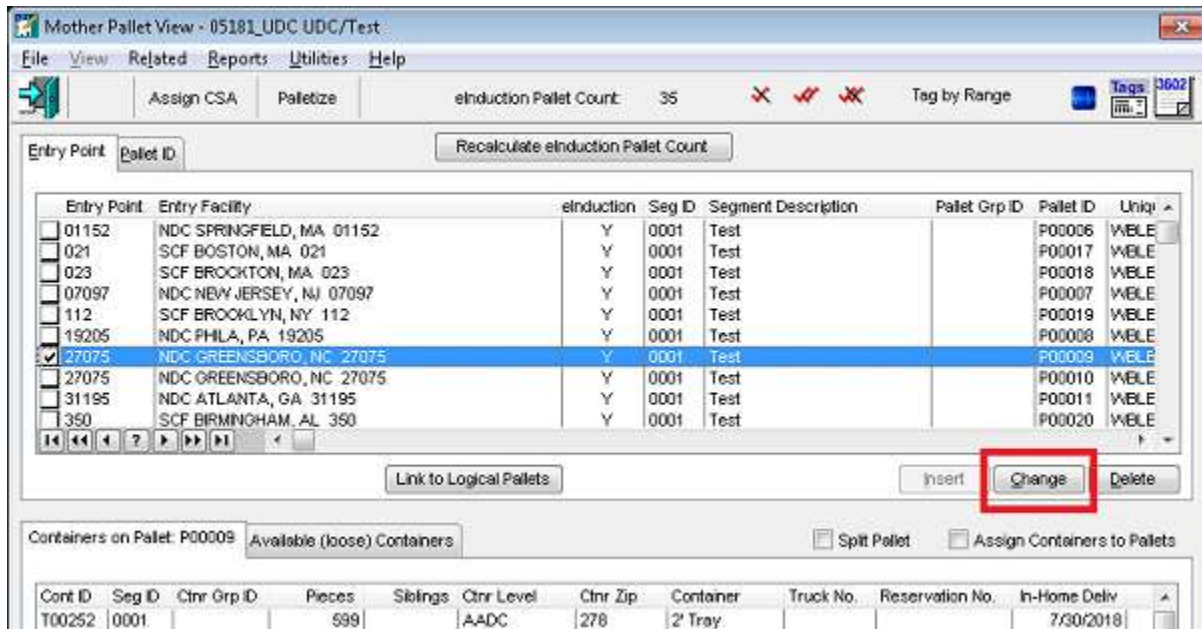 Mother Pallet View - 05181_UDC UDC/Test
File View Related Reports Utilities Help
Assign CSA Palletize eInduction Pallet Count: 35 Tag by Range Tags 3602
Entry Point Pallet ID Recalculate eInduction Pallet Count
Entry Point Entry Facility eInduction Seg ID Segment Description Pallet Grp ID Pallet ID Uniqu
01152 NDC SPRINGFIELD, MA 01152 Y 0001 Test P00006 WBLE
021 SCF BOSTON, MA 021 Y 0001 Test P00017 WBLE
023 SCF BROCKTON, MA 023 Y 0001 Test P00018 WBLE
07097 NDC NEW JERSEY, NJ 07097 Y 0001 Test P00007 WBLE
112 SCF BROOKLYN, NY 112 Y 0001 Test P00019 WBLE
19205 NDC PHILA, PA 19205 Y 0001 Test P00008 WBLE
27075 NDC GREENSBORO, NC 27075 Y 0001 Test P00009 WBLE
27075 NDC GREENSBORO, NC 27075 Y 0001 Test P00010 WBLE
31195 NDC ATLANTA, GA 31195 Y 0001 Test P00011 WBLE
350 SCF BIRMINGHAM, AL 350 Y 0001 Test P00020 WBLE
?
Link to Logical Pallets Insert Change Delete
Containers on Pallet: P00009 Available (loose) Containers Split Pallet Assign Containers to Pallets
Cont ID Seg ID Ctnr Grp ID Pieces Siblings Ctnr Level Ctnr Zip Container Truck No. Reservation No. In-Home Deliv
T00252 0001 599 AADC 278 2' Tray 7/30/2018